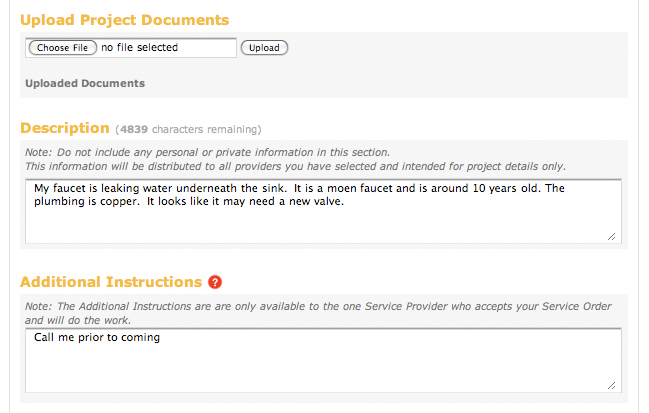 Upload Project Documents
Choose File no file selected Upload
Uploaded Documents
Description (4839 characters remaining)
Note: Do not include any personal or private information in this section.
This information will be distributed to all providers you have selected and intended for project details only.
My faucet is leaking water underneath the sink. It is a moen faucet and is around 10 years old. The
plumbing is copper. It looks like it may need a new valve.
Additional Instructions ?
Note: The Additional Instructions are are only available to the one Service Provider who accepts your Service Order
and will do the work.
Call me prior to coming